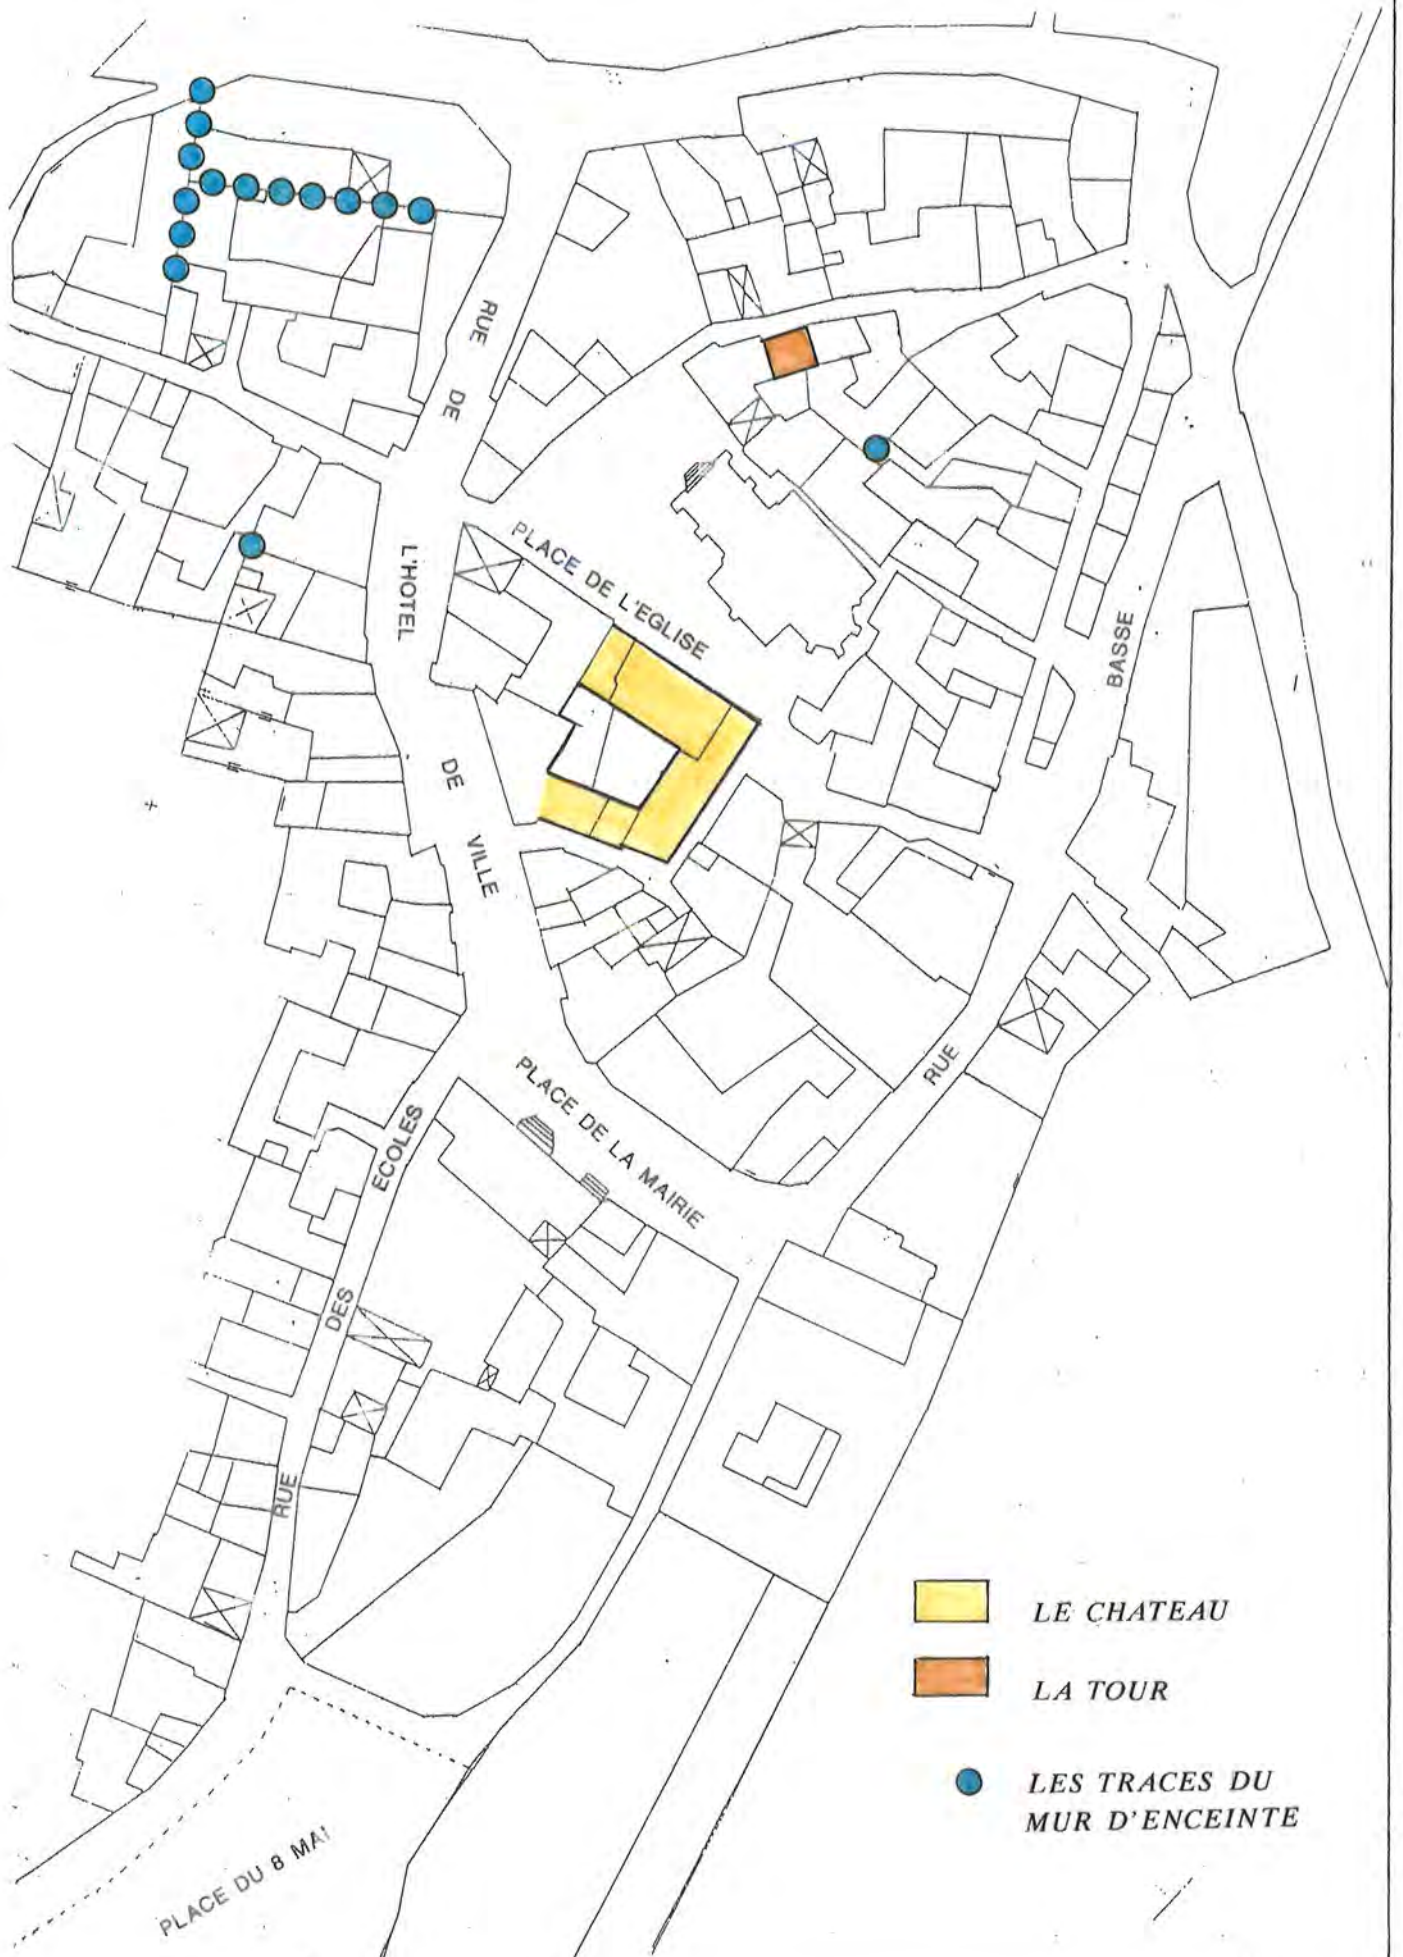 RUE
DE
L'HOTEL
DE
VILLE
PLACE DE L'EGLISE
BASSE
RUE
PLACE DE LA MAIRIE
ECOLES
DES
RUE
PLACE DU 8 MAI
LE CHATEAU
LA TOUR
LES TRACES DU
MUR D'ENCEINTE